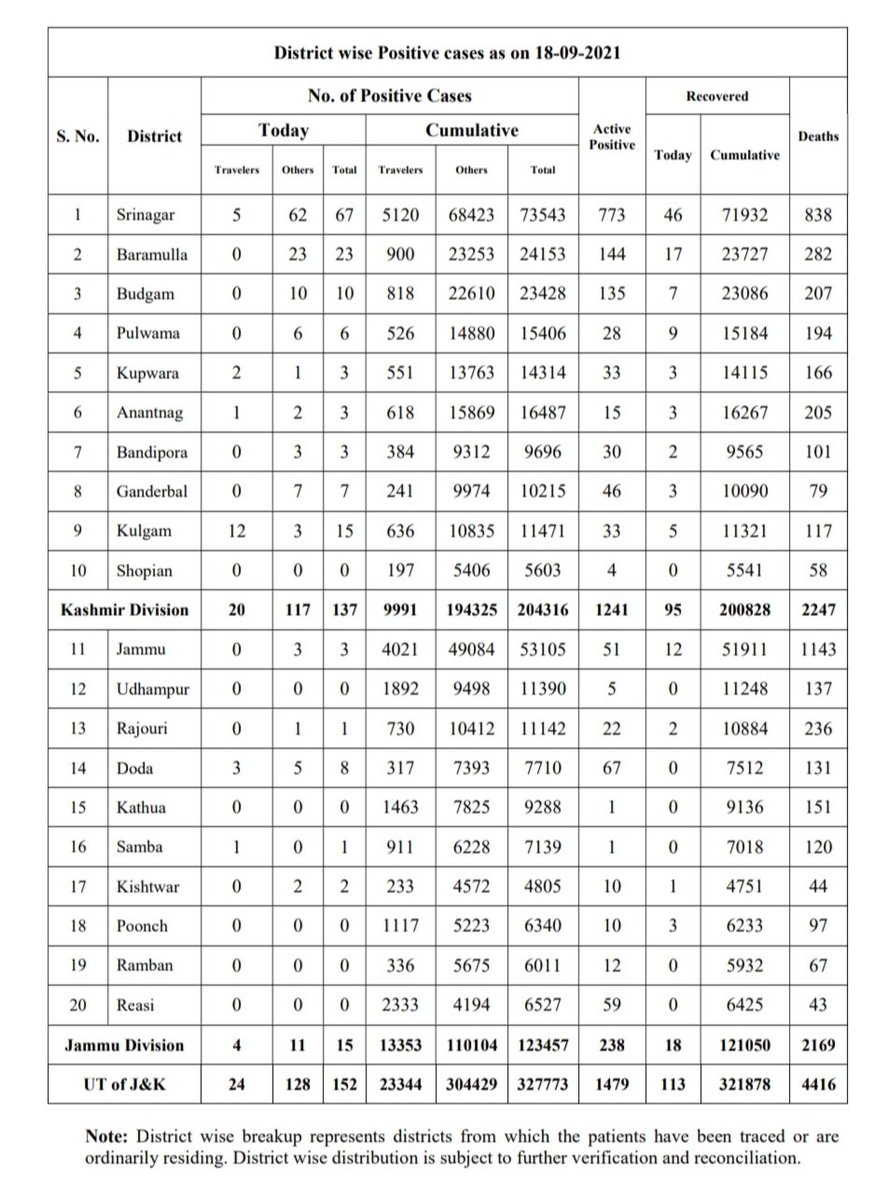 District wise Positive cases as on 18-09-2021
S. No. District No. of Positive Cases Active Positive Recovered Deaths
Today Cumulative Today Cumulative
Travelers Others Total Travelers Others Total
1 Srinagar 5 62 67 5120 68423 73543 773 46 71932 838
2 Baramulla 0 23 23 900 23253 24153 144 17 23727 282
3 Budgam 0 10 10 818 22610 23428 135 7 23086 207
4 Pulwama 0 6 6 526 14880 15406 28 9 15184 194
5 Kupwara 2 1 3 551 13763 14314 33 3 14115 166
6 Anantnag 1 2 3 618 15869 16487 15 3 16267 205
7 Bandipora 0 3 3 384 9312 9696 30 2 9565 101
8 Ganderbal 0 7 7 241 9974 10215 46 3 10090 79
9 Kulgam 12 3 15 636 10835 11471 33 5 11321 117
10 Shopian 0 0 0 197 5406 5603 4 0 5541 58
Kashmir Division 20 117 137 9991 194325 204316 1241 95 200828 2247
11 Jammu 0 3 3 4021 49084 53105 51 12 51911 1143
12 Udhampur 0 0 0 1892 9498 11390 5 0 11248 137
13 Rajouri 0 1 1 730 10412 11142 22 2 10884 236
14 Doda 3 5 8 317 7393 7710 67 0 7512 131
15 Kathua 0 0 0 1463 7825 9288 1 0 9136 151
16 Samba 1 0 1 911 6228 7139 1 0 7018 120
17 Kishtwar 0 2 2 233 4572 4805 10 1 4751 44
18 Poonch 0 0 0 1117 5223 6340 10 3 6233 97
19 Ramban 0 0 0 336 5675 6011 12 0 5932 67
20 Reasi 0 0 0 2333 4194 6527 59 0 6425 43
Jammu Division 4 11 15 13353 110104 123457 238 18 121050 2169
UT of J&K 24 128 152 23344 304429 327773 1479 113 321878 4416
Note: District wise breakup represents districts from which the patients have been traced or are
ordinarily residing. District wise distribution is subject to further verification and reconciliation.